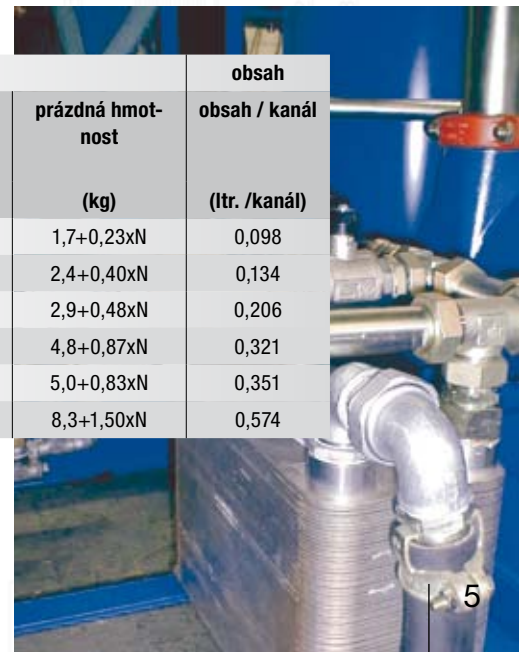 obsah
prázdná hmot- obsah / kanál
nost
(kg) (ltr. /kanál)
1,7+0,23xN 0,098
2,4+0,40xN 0,134
2,9+0,48xN 0,206
4,8+0,87xN 0,321
5,0+0,83xN 0,351
8,3+1,50xN 0,574
5